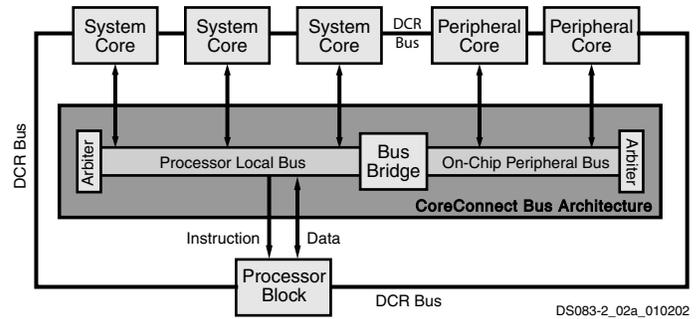 System
Core
System
Core
System
Core
DCR
Bus
Peripheral
Core
Peripheral
Core
DCR Bus
Arbiter
Processor Local Bus
Bus
Bridge
On-Chip Peripheral Bus
Arbiter
CoreConnect Bus Architecture
Instruction
Data
Processor
Block
DCR Bus
DS083-2_02a_010202